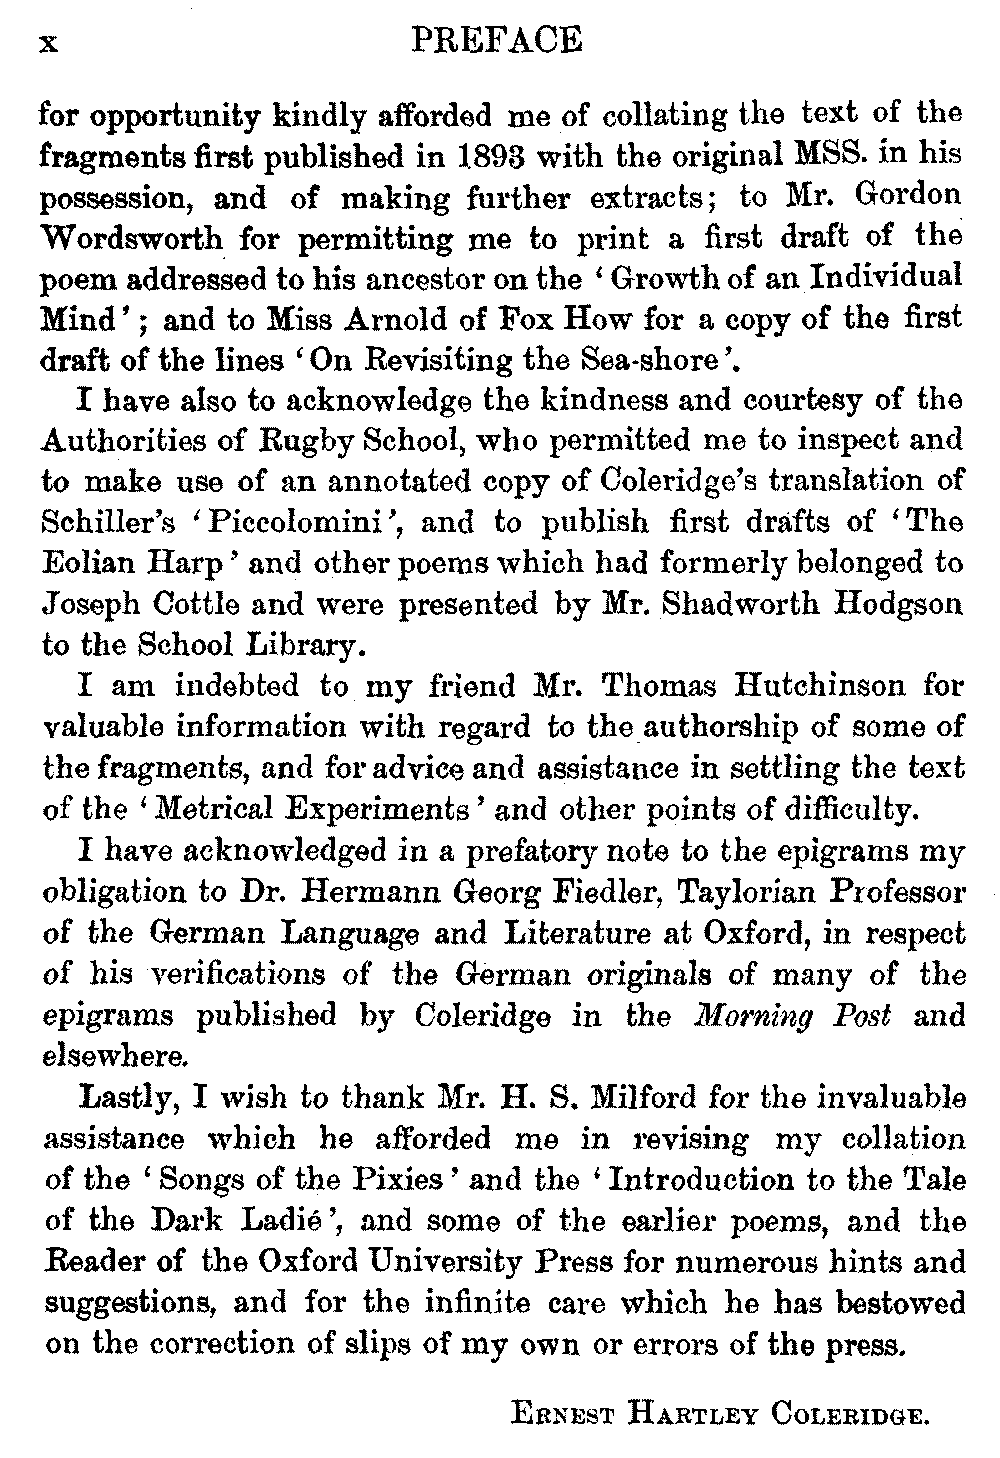 x PREFACE
for opportunity kindly afforded me of collating the text of the
fragments first published in 1893 with the original MSS. in his
possession, and of making further extracts; to Mr. Gordon
Wordsworth for permitting me to print a first draft of the
poem addressed to his ancestor on the ‘Growth of an Individual
Mind’; and to Miss Arnold of Fox How for a copy of the first
draft of the lines ‘On Revisiting the Sea-shore’.
I have also to acknowledge the kindness and courtesy of the
Authorities of Rugby School, who permitted me to inspect and
to make use of an annotated copy of Coleridge’s translation of
Schiller’s ‘Piccolomini’, and to publish first drafts of ‘The
Eolian Harp’ and other poems which had formerly belonged to
Joseph Cottle and were presented by Mr. Shadworth Hodgson
to the School Library.
I am indebted to my friend Mr. Thomas Hutchinson for
valuable information with regard to the authorship of some of
the fragments, and for advice and assistance in settling the text
of the ‘Metrical Experiments’ and other points of difficulty.
I have acknowledged in a prefatory note to the epigrams my
obligation to Dr. Hermann Georg Fiedler, Taylorian Professor
of the German Language and Literature at Oxford, in respect
of his verifications of the German originals of many of the
epigrams published by Coleridge in the Morning Post and
elsewhere.
Lastly, I wish to thank Mr. H. S. Milford for the invaluable
assistance which he afforded me in revising my collation
of the ‘Songs of the Pixies’ and the ‘Introduction to the Tale
of the Dark Ladié’, and some of the earlier poems, and the
Reader of the Oxford University Press for numerous hints and
suggestions, and for the infinite care which he has bestowed
on the correction of slips of my own or errors of the press.
ERNEST HARTLEY COLERIDGE.